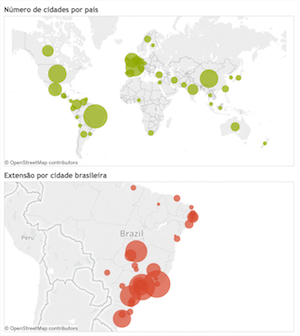 Número de cidades por país
© OpenStreetMap contributors
Extensão por cidade brasileira
Brazil
Peru
© OpenStreetMap contributors